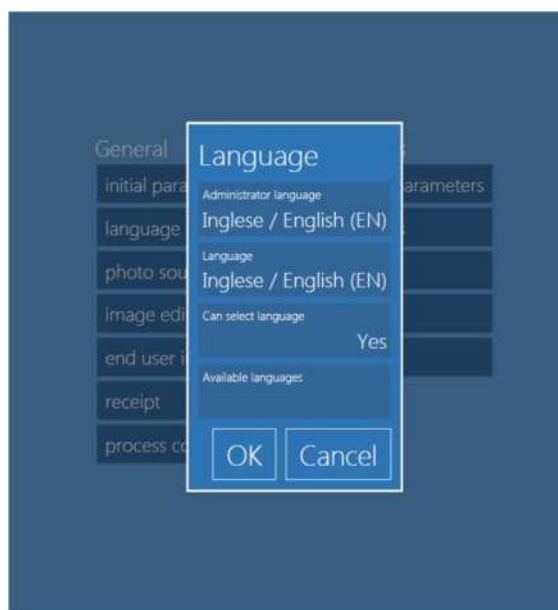 General
initial para
arameters
language
photo sou
image edi
end user i
receipt
process co
Language
Administrator language
Inglese / English (EN)
Language
Inglese / English (EN)
Can select language
Yes
Available languages
OK
Cancel